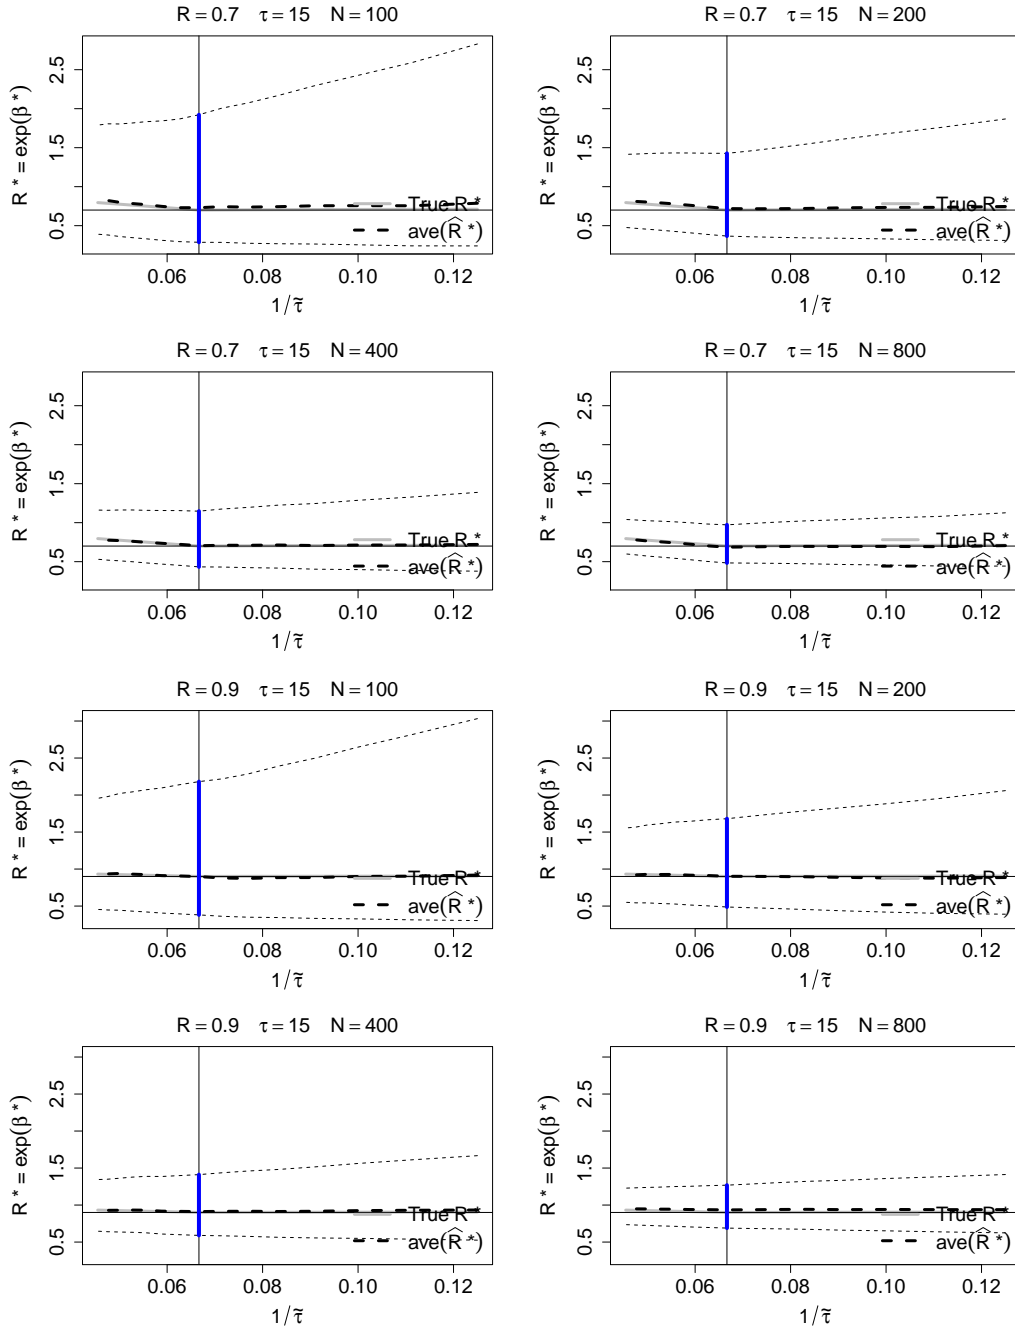 R = 0.7 τ = 15 N = 100
R * = exp(β *)
2.5
1.5
0.5
True R *
ave(R̂ *)
0.06 0.08 0.10 0.12
1/τ̃
R = 0.7 τ = 15 N = 200
R * = exp(β *)
2.5
1.5
0.5
True R *
ave(R̂ *)
0.06 0.08 0.10 0.12
1/τ̃
R = 0.7 τ = 15 N = 400
R * = exp(β *)
2.5
1.5
0.5
True R *
ave(R̂ *)
0.06 0.08 0.10 0.12
1/τ̃
R = 0.7 τ = 15 N = 800
R * = exp(β *)
2.5
1.5
0.5
True R *
ave(R̂ *)
0.06 0.08 0.10 0.12
1/τ̃
R = 0.9 τ = 15 N = 100
R * = exp(β *)
2.5
1.5
0.5
True R *
ave(R̂ *)
0.06 0.08 0.10 0.12
1/τ̃
R = 0.9 τ = 15 N = 200
R * = exp(β *)
2.5
1.5
0.5
True R *
ave(R̂ *)
0.06 0.08 0.10 0.12
1/τ̃
R = 0.9 τ = 15 N = 400
R * = exp(β *)
2.5
1.5
0.5
True R *
ave(R̂ *)
0.06 0.08 0.10 0.12
1/τ̃
R = 0.9 τ = 15 N = 800
R * = exp(β *)
2.5
1.5
0.5
True R *
ave(R̂ *)
0.06 0.08 0.10 0.12
1/τ̃